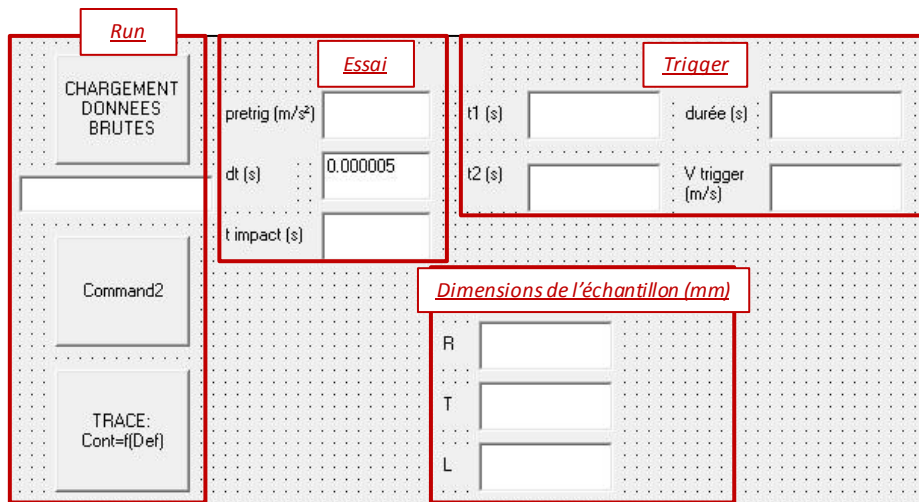 Run
CHARGEMENT
DONNEES
BRUTES
Command2
TRACE:
Cont=f(Def)
Essai
pretrig (m/s²)
dt (s)
0.000005
t impact (s)
Trigger
t1 (s)
durée (s)
t2 (s)
V trigger
(m/s)
Dimensions de l'échantillon (mm)
R
T
L